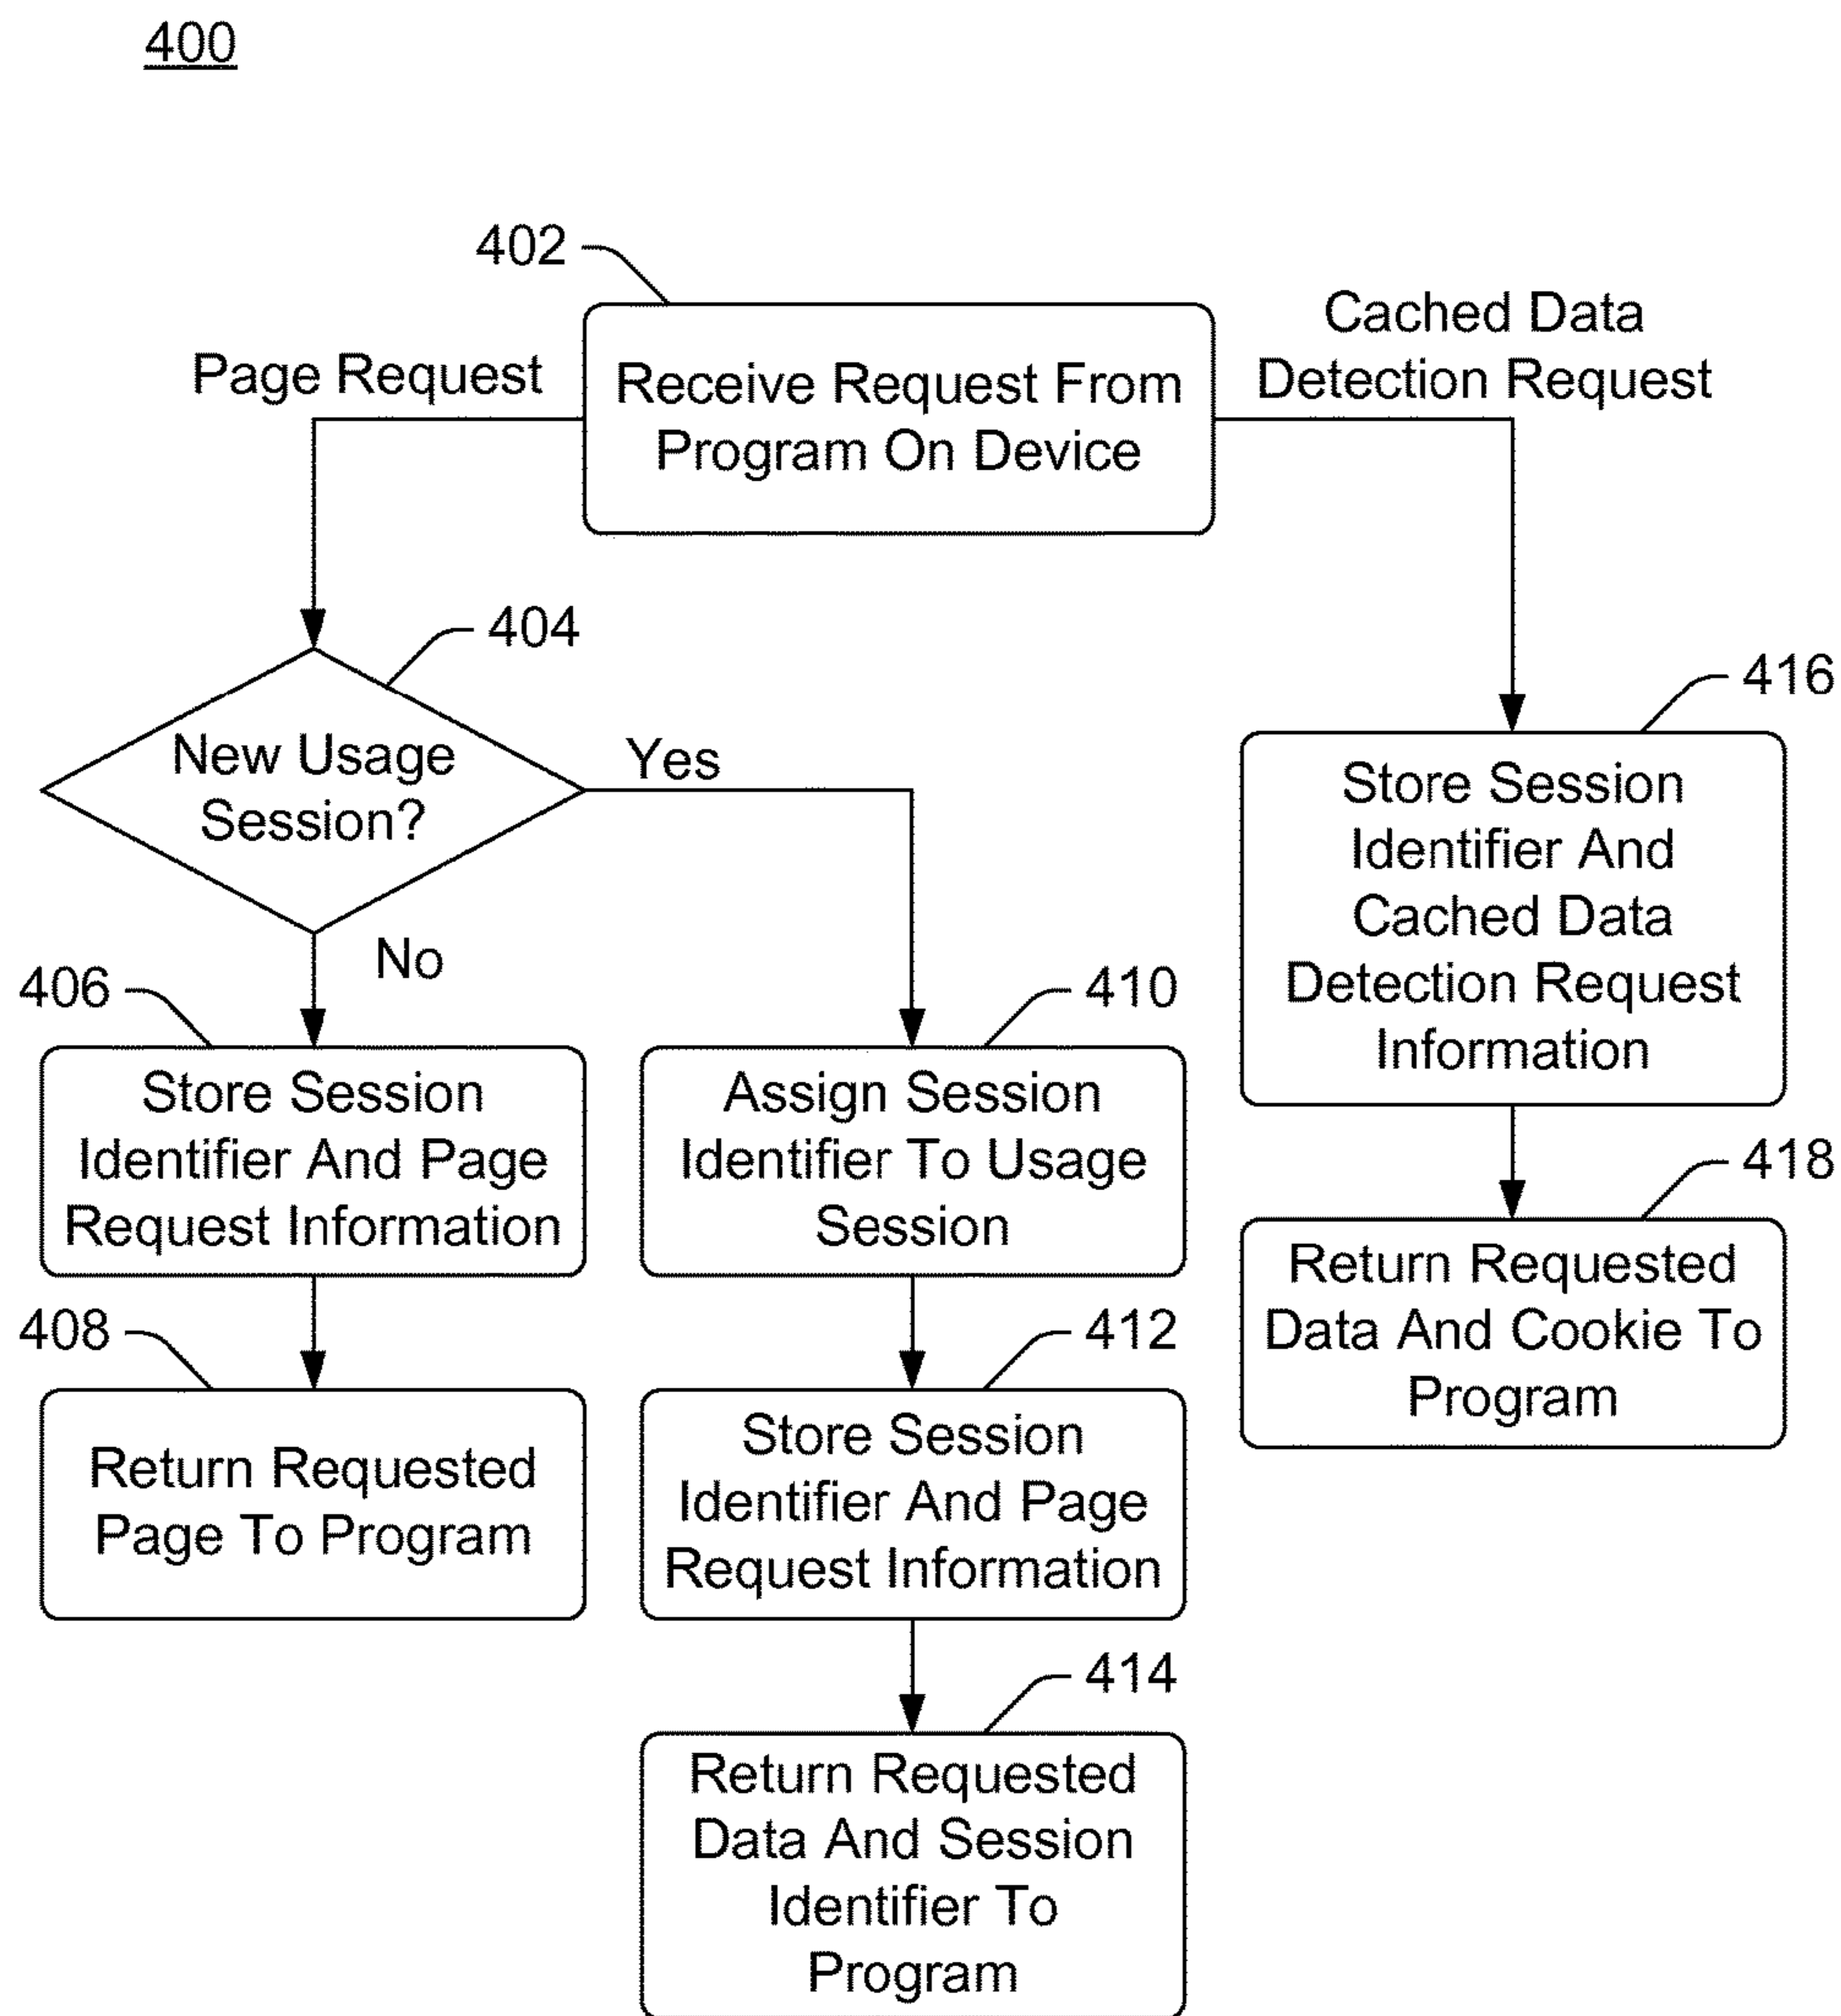 400
402
Page Request
Receive Request From
Program On Device
Cached Data
Detection Request
404
New Usage
Session?
Yes
No
406
Store Session
Identifier And Page
Request Information
408
Return Requested
Page To Program
410
Assign Session
Identifier To Usage
Session
412
Store Session
Identifier And Page
Request Information
414
Return Requested
Data And Session
Identifier To
Program
416
Store Session
Identifier And
Cached Data
Detection Request
Information
418
Return Requested
Data And Cookie To
Program